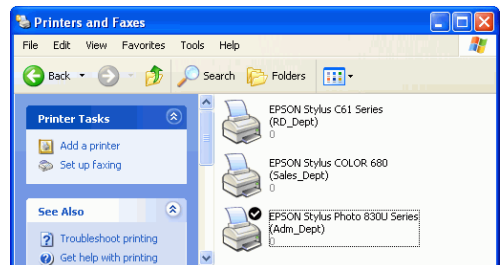 Printers and Faxes
File Edit View Favorites Tools Help
Back Search Folders
Printer Tasks
Add a printer
Set up faxing
See Also
Troubleshoot printing
Get help with printing
EPSON Stylus C61 Series
(RD_Dept)
0
EPSON Stylus COLOR 680
(Sales_Dept)
0
EPSON Stylus Photo 830U Series
(Adm_Dept)
0